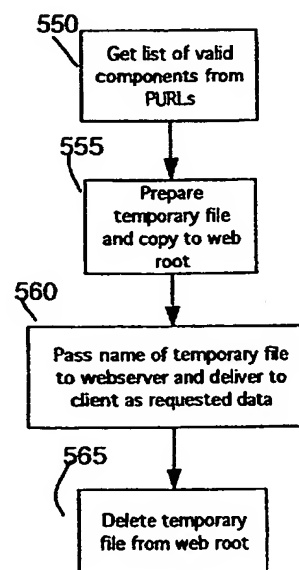 550
Get list of valid
components from
PURLs
555
Prepare
temporary file
and copy to web
root
560
Pass name of temporary file
to webserver and deliver to
client as requested data
565
Delete temporary
file from web root